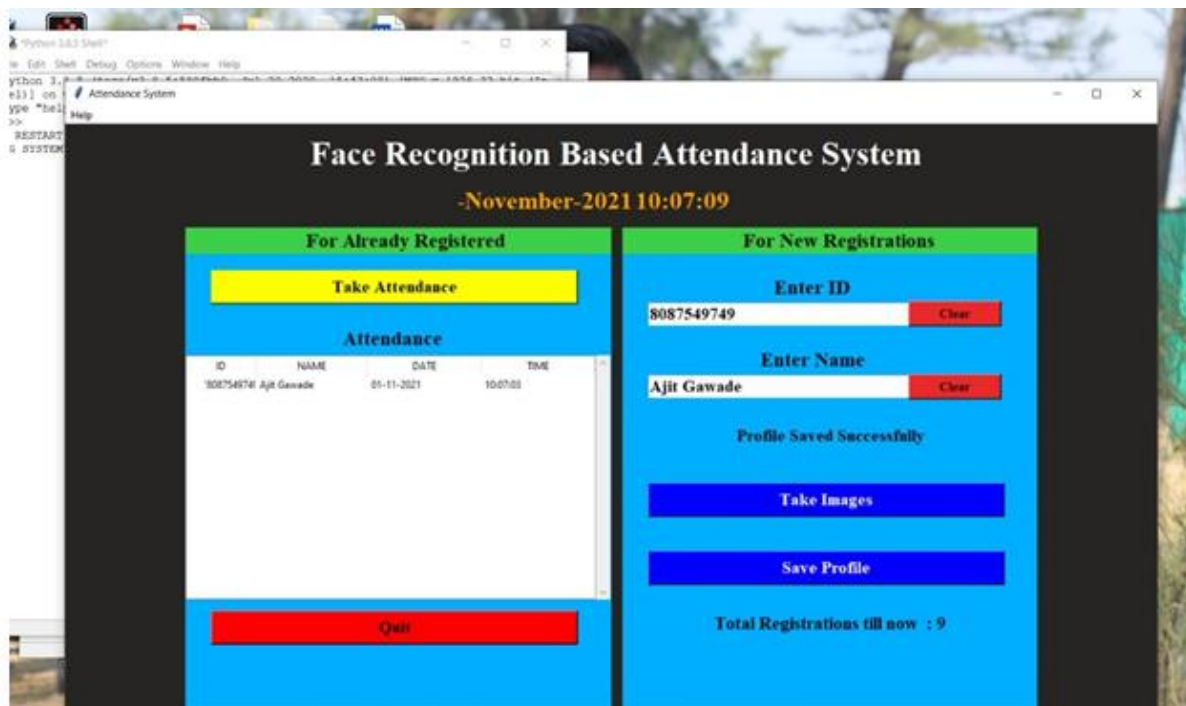 *Python 3.8.5 Shell*
Edit Shell Debug Options Window Help
RESTART
Attendance System
Help
Face Recognition Based Attendance System
-November-2021 10:07:09
For Already Registered
Take Attendance
Attendance
ID NAME DATE TIME
Ajit Gawade 01-11-2021 10:07:03
Quit
For New Registrations
Enter ID
8087549749 Clear
Enter Name
Ajit Gawade Clear
Profile Saved Successfully
Take Images
Save Profile
Total Registrations till now : 9